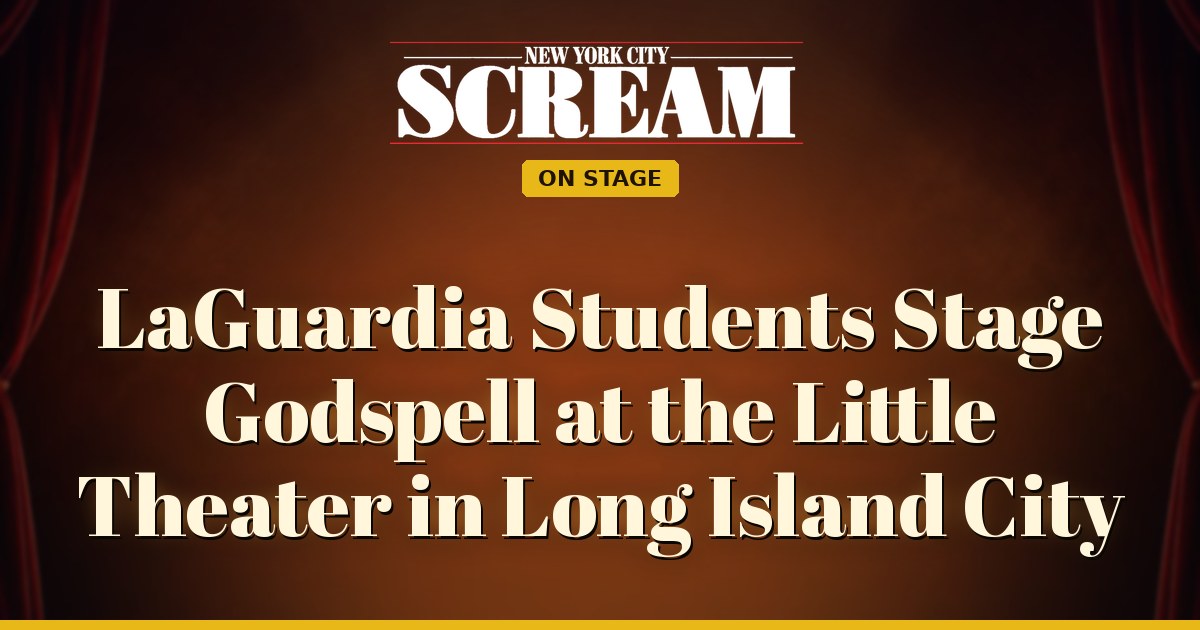 NEW YORK CITY
SCREAM
ON STAGE
LaGuardia Students Stage
Godspell at the Little
Theater in Long Island City